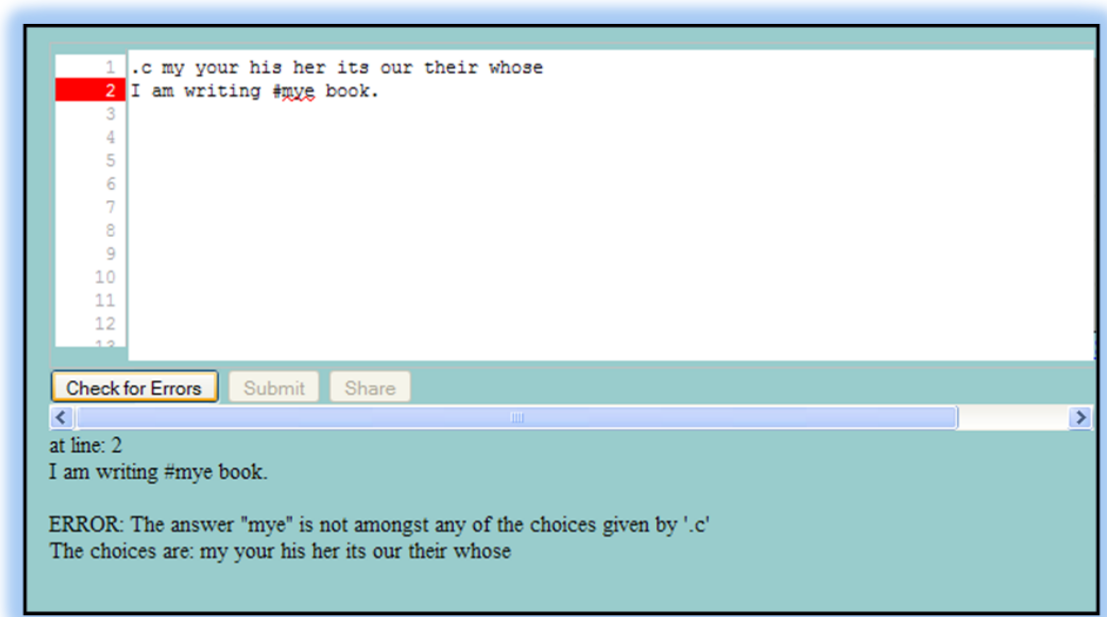 1 .c my your his her its our their whose
2 I am writing #mye book.
3
4
5
6
7
8
9
10
11
12
13
Check for Errors Submit Share
at line: 2
I am writing #mye book.
ERROR: The answer "mye" is not amongst any of the choices given by '.c'
The choices are: my your his her its our their whose